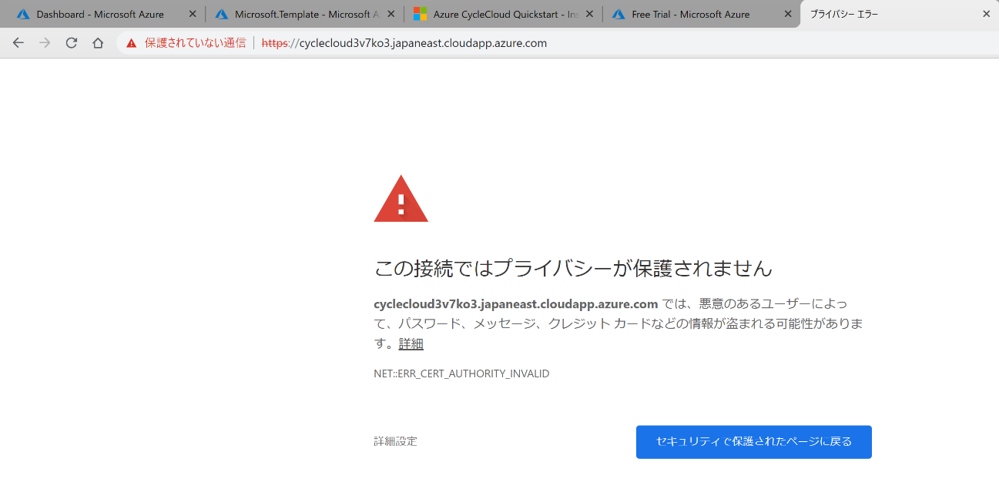 Dashboard - Microsoft Azure
Microsoft.Template - Microsoft A
Azure CycleCloud Quickstart - Ins
Free Trial - Microsoft Azure
プライバシー エラー
保護されていない通信
https://cyclecloud3v7ko3.japaneast.cloudapp.azure.com
この接続ではプライバシーが保護されません
cyclecloud3v7ko3.japaneast.cloudapp.azure.com では、悪意のあるユーザーによっ
て、パスワード、メッセージ、クレジット カードなどの情報が盗まれる可能性がありま
す。詳細
NET::ERR_CERT_AUTHORITY_INVALID
詳細設定
セキュリティで保護されたページに戻る